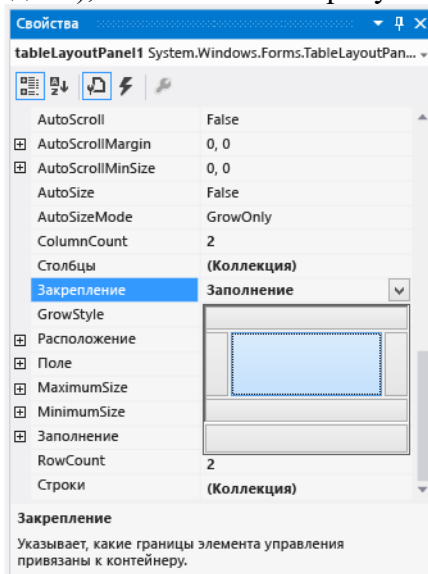 Свойства
tableLayoutPanel1 System.Windows.Forms.TableLayoutPan...
AutoScroll False
AutoScrollMargin 0, 0
AutoScrollMinSize 0, 0
AutoSize False
AutoSizeMode GrowOnly
ColumnCount 2
Столбцы (Коллекция)
Закрепление Заполнение
GrowStyle
Расположение
Поле
MaximumSize
MinimumSize
Заполнение
RowCount 2
Строки (Коллекция)
Закрепление
Указывает, какие границы элемента управления
привязаны к контейнеру.